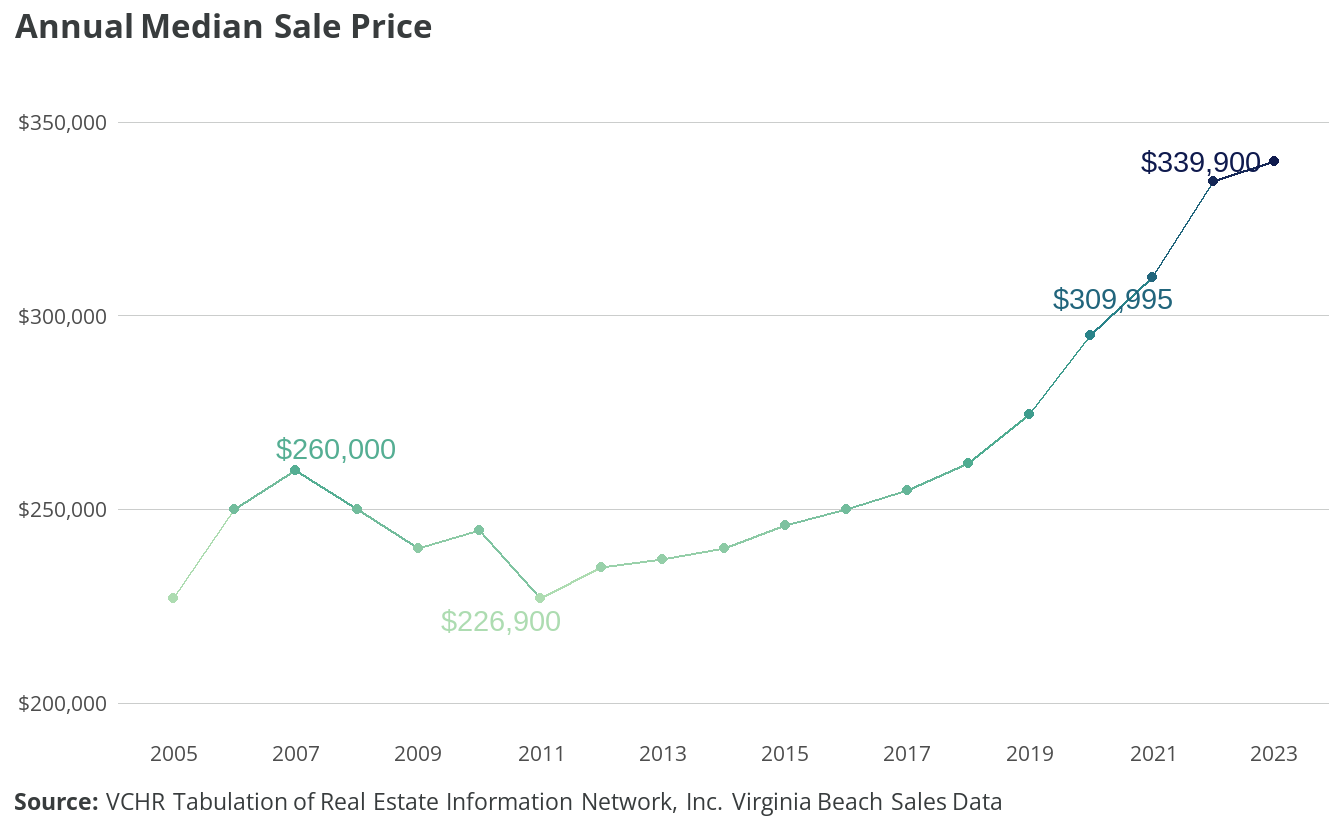 Annual Median Sale Price
$350,000
$339,900
$309,995
$300,000
$260,000
$250,000
$226,900
$200,000
2005 2007 2009 2011 2013 2015 2017 2019 2021 2023
Source: VCHR Tabulation of Real Estate Information Network, Inc. Virginia Beach Sales Data